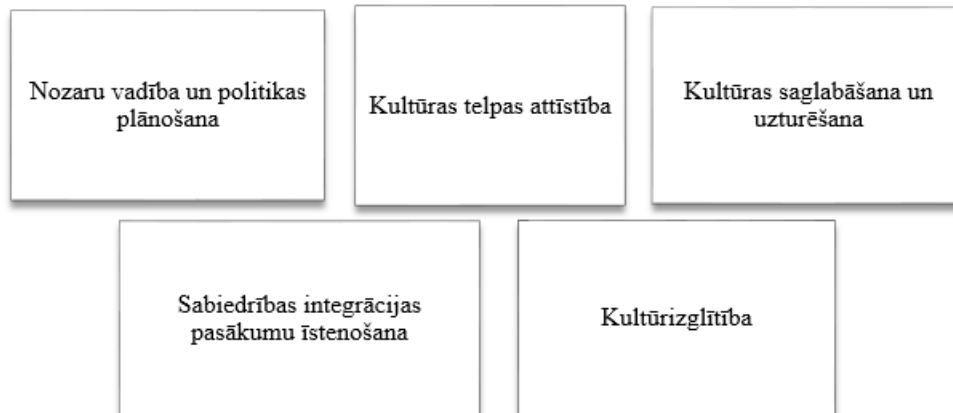 Nozaru vadība un politikas
plānošana
Kultūras telpas attīstība
Kultūras saglabāšana un
uzturēšana
Sabiedrības integrācijas
pasākumu īstenošana
Kultūrizglītība